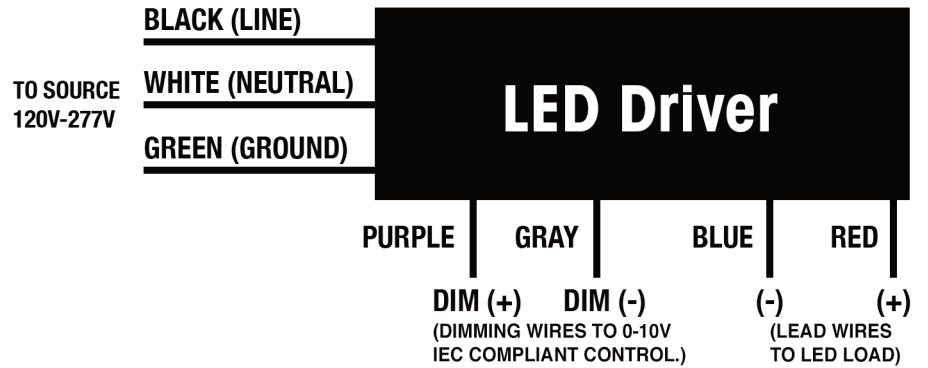 BLACK (LINE)
WHITE (NEUTRAL)
TO SOURCE
120V-277V
GREEN (GROUND)
LED Driver
PURPLE
GRAY
BLUE
RED
DIM (+)
DIM (-)
(-)
(+)
(DIMMING WIRES TO 0-10V
IEC COMPLIANT CONTROL.)
(LEAD WIRES
TO LED LOAD)